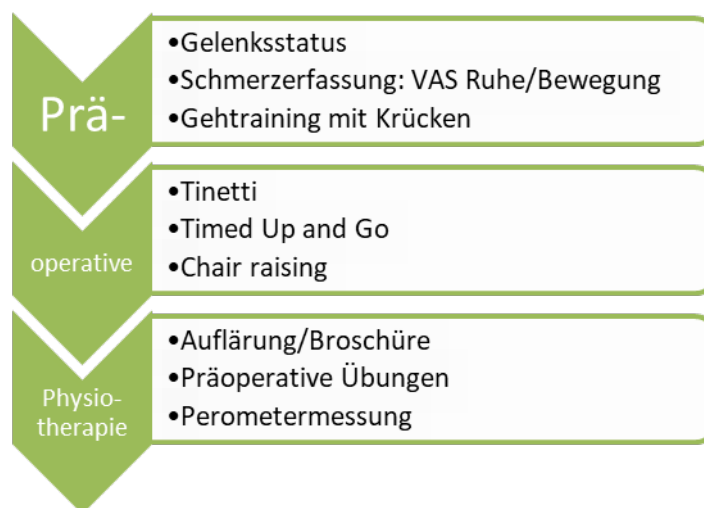 Prä-
•Gelenksstatus
•Schmerzerfassung: VAS Ruhe/Bewegung
•Gehtraining mit Krücken
operative
•Tinetti
•Timed Up and Go
•Chair raising
Physio-
therapie
•Auflärung/Broschüre
•Präoperative Übungen
•Perometermessung